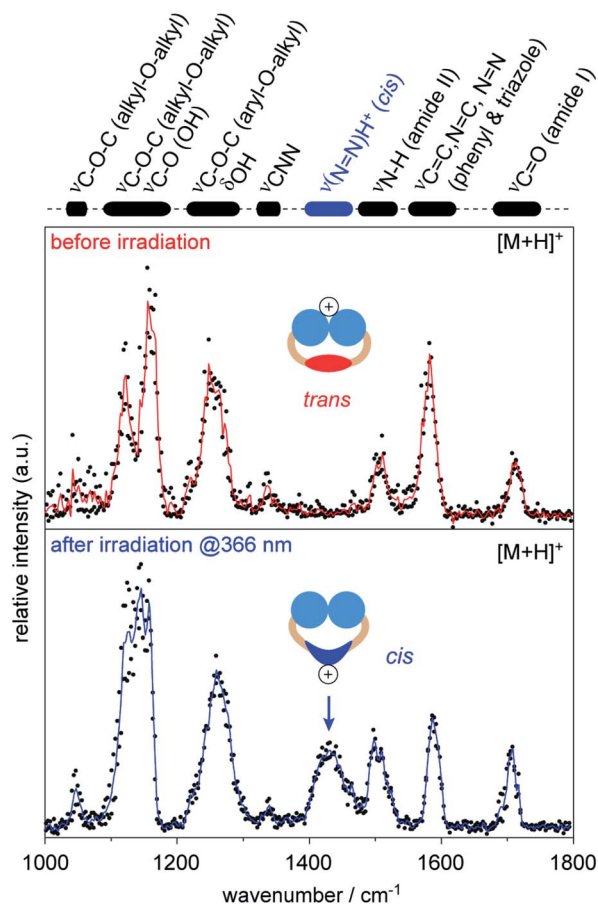 νC-O-C (alkyl-O-alkyl)
νC-O-C (alkyl-O-alkyl)
νC-O (OH)
νC-O-C (aryl-O-alkyl)
δOH
νCNN
ν(N=N)H⁺ (cis)
νN-H (amide II)
νC=C,N=C, N=N
(phenyl & triazole)
νC=O (amide I)
before irradiation
[M+H]⁺
+
trans
after irradiation @366 nm
[M+H]⁺
cis
+
relative intensity (a.u.)
1000 1200 1400 1600 1800
wavenumber / cm⁻¹